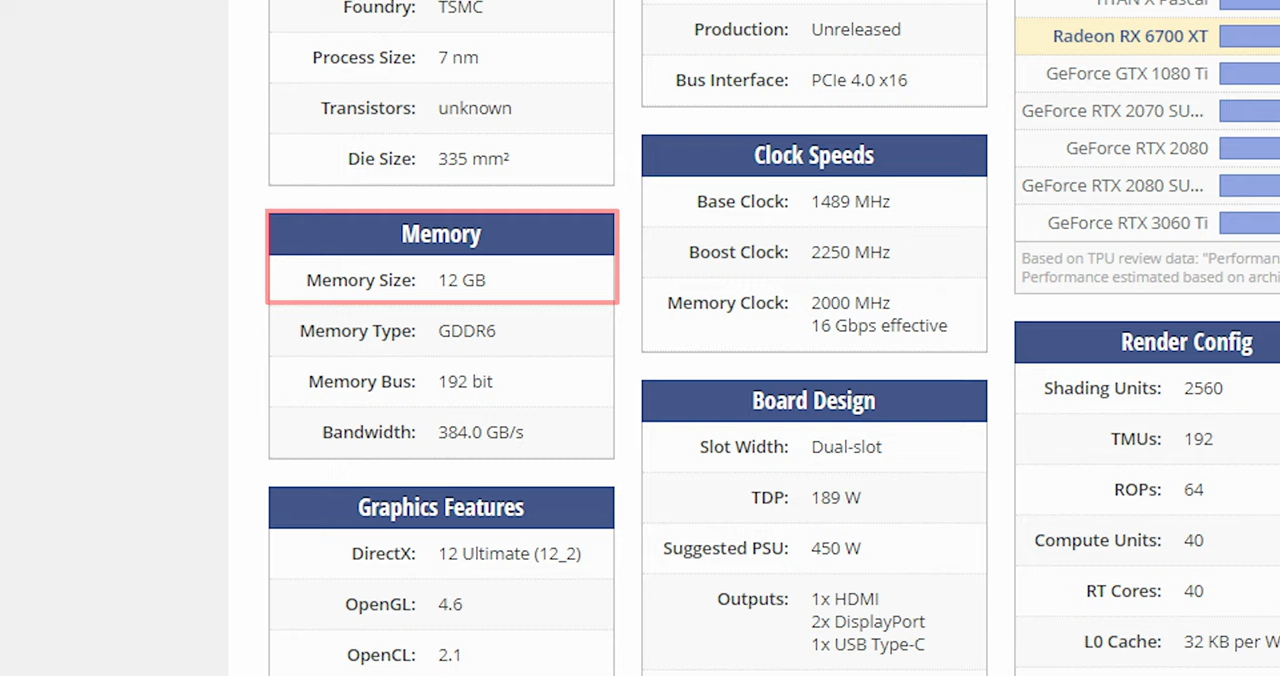 Foundry: TSMC
Process Size: 7 nm
Transistors: unknown
Die Size: 335 mm²
Memory
Memory Size: 12 GB
Memory Type: GDDR6
Memory Bus: 192 bit
Bandwidth: 384.0 GB/s
Graphics Features
DirectX: 12 Ultimate (12_2)
OpenGL: 4.6
OpenCL: 2.1
Production: Unreleased
Bus Interface: PCIe 4.0 x16
Clock Speeds
Base Clock: 1489 MHz
Boost Clock: 2250 MHz
Memory Clock: 2000 MHz
16 Gbps effective
Board Design
Slot Width: Dual-slot
TDP: 189 W
Suggested PSU: 450 W
Outputs: 1x HDMI
2x DisplayPort
1x USB Type-C
TITAN X Pascal
Radeon RX 6700 XT
GeForce GTX 1080 Ti
GeForce RTX 2070 SU...
GeForce RTX 2080
GeForce RTX 2080 SU...
GeForce RTX 3060 Ti
Based on TPU review data: "Performan
Performance estimated based on archi
Render Config
Shading Units: 2560
TMUs: 192
ROPs: 64
Compute Units: 40
RT Cores: 40
L0 Cache: 32 KB per W